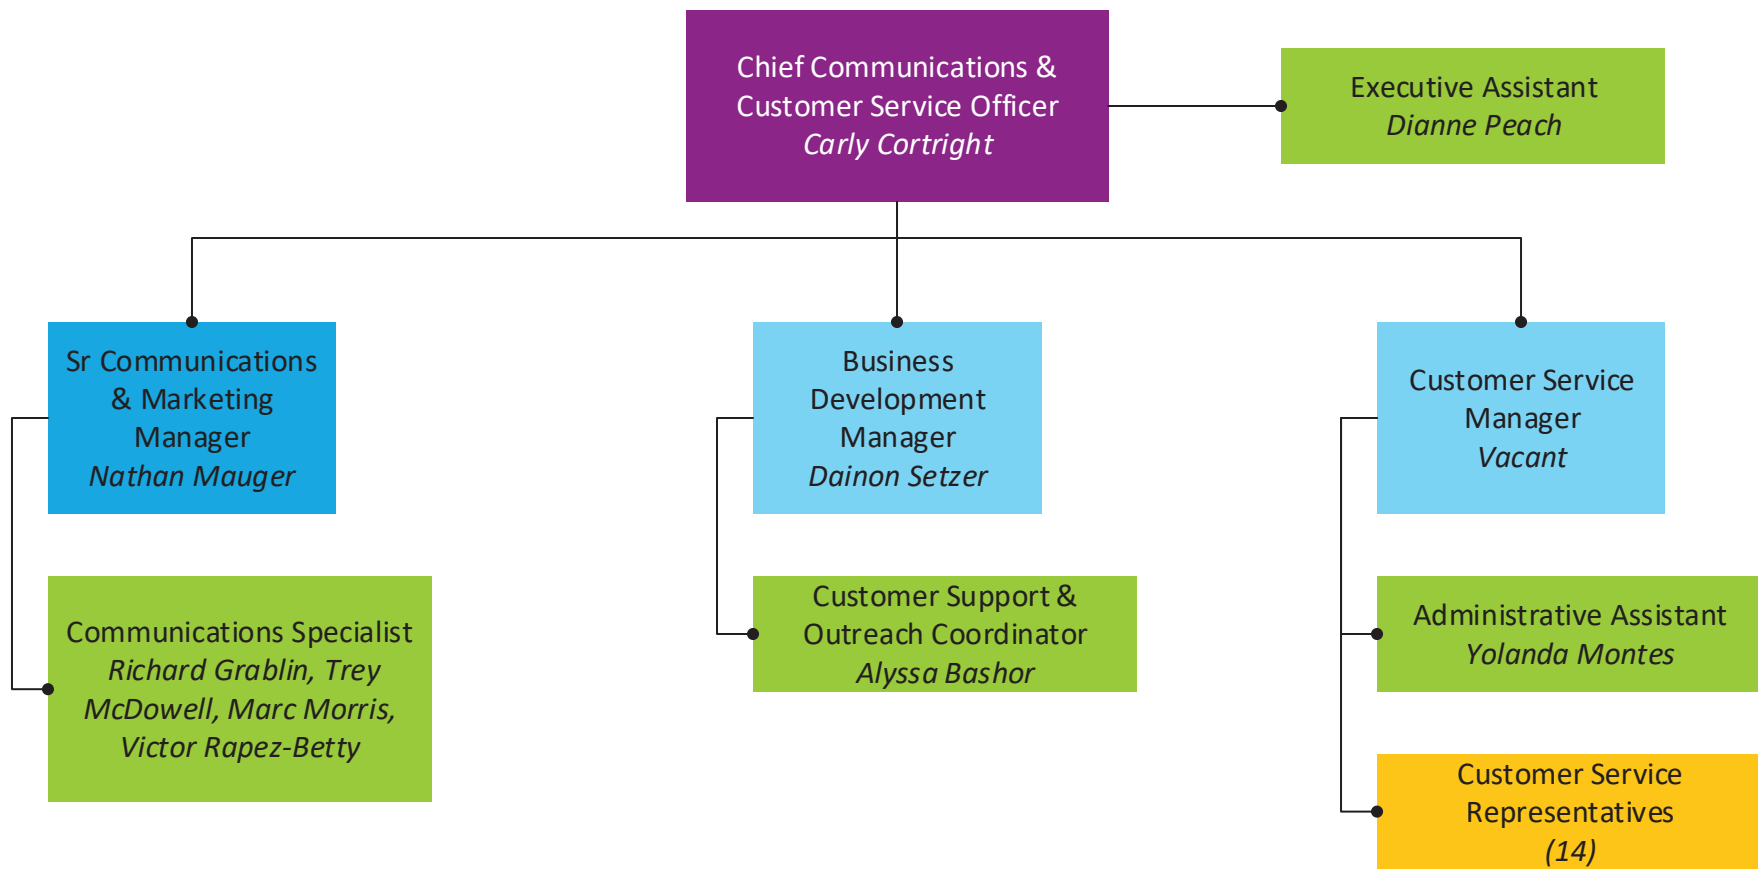 Chief Communications &
Customer Service Officer
Carly Cortright
Executive Assistant
Dianne Peach
Sr Communications
& Marketing
Manager
Nathan Mauger
Business
Development
Manager
Dainon Setzer
Customer Service
Manager
Vacant
Communications Specialist
Richard Grablin, Trey
McDowell, Marc Morris,
Victor Rapez-Betty
Customer Support &
Outreach Coordinator
Alyssa Bashor
Administrative Assistant
Yolanda Montes
Customer Service
Representatives
(14)